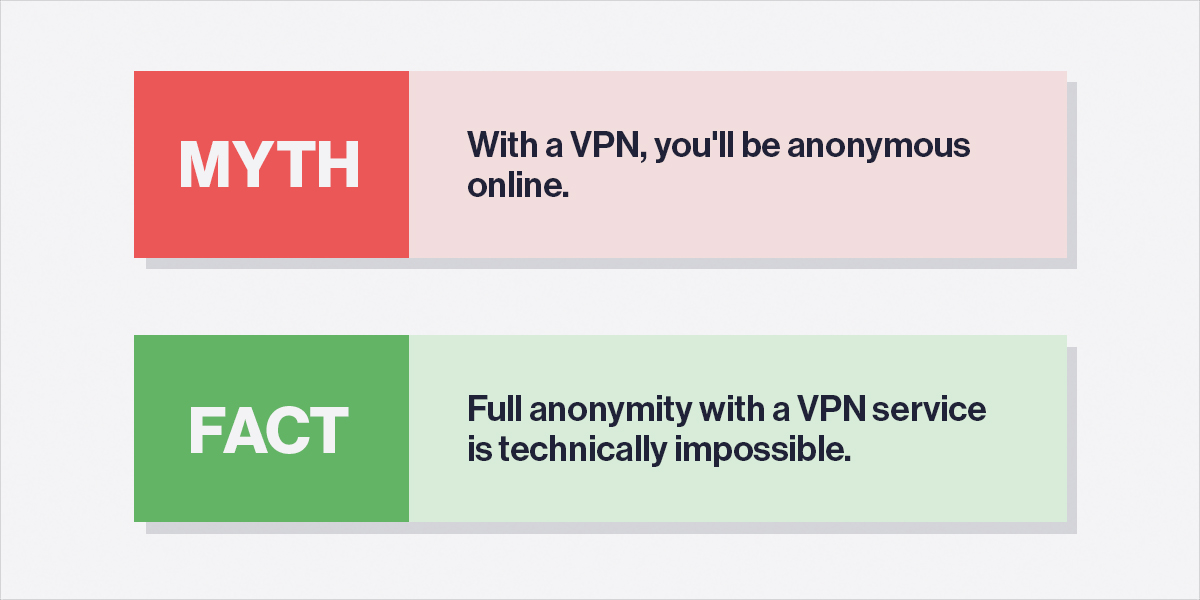 MYTH
With a VPN, you'll be anonymous
online.
FACT
Full anonymity with a VPN service
is technically impossible.